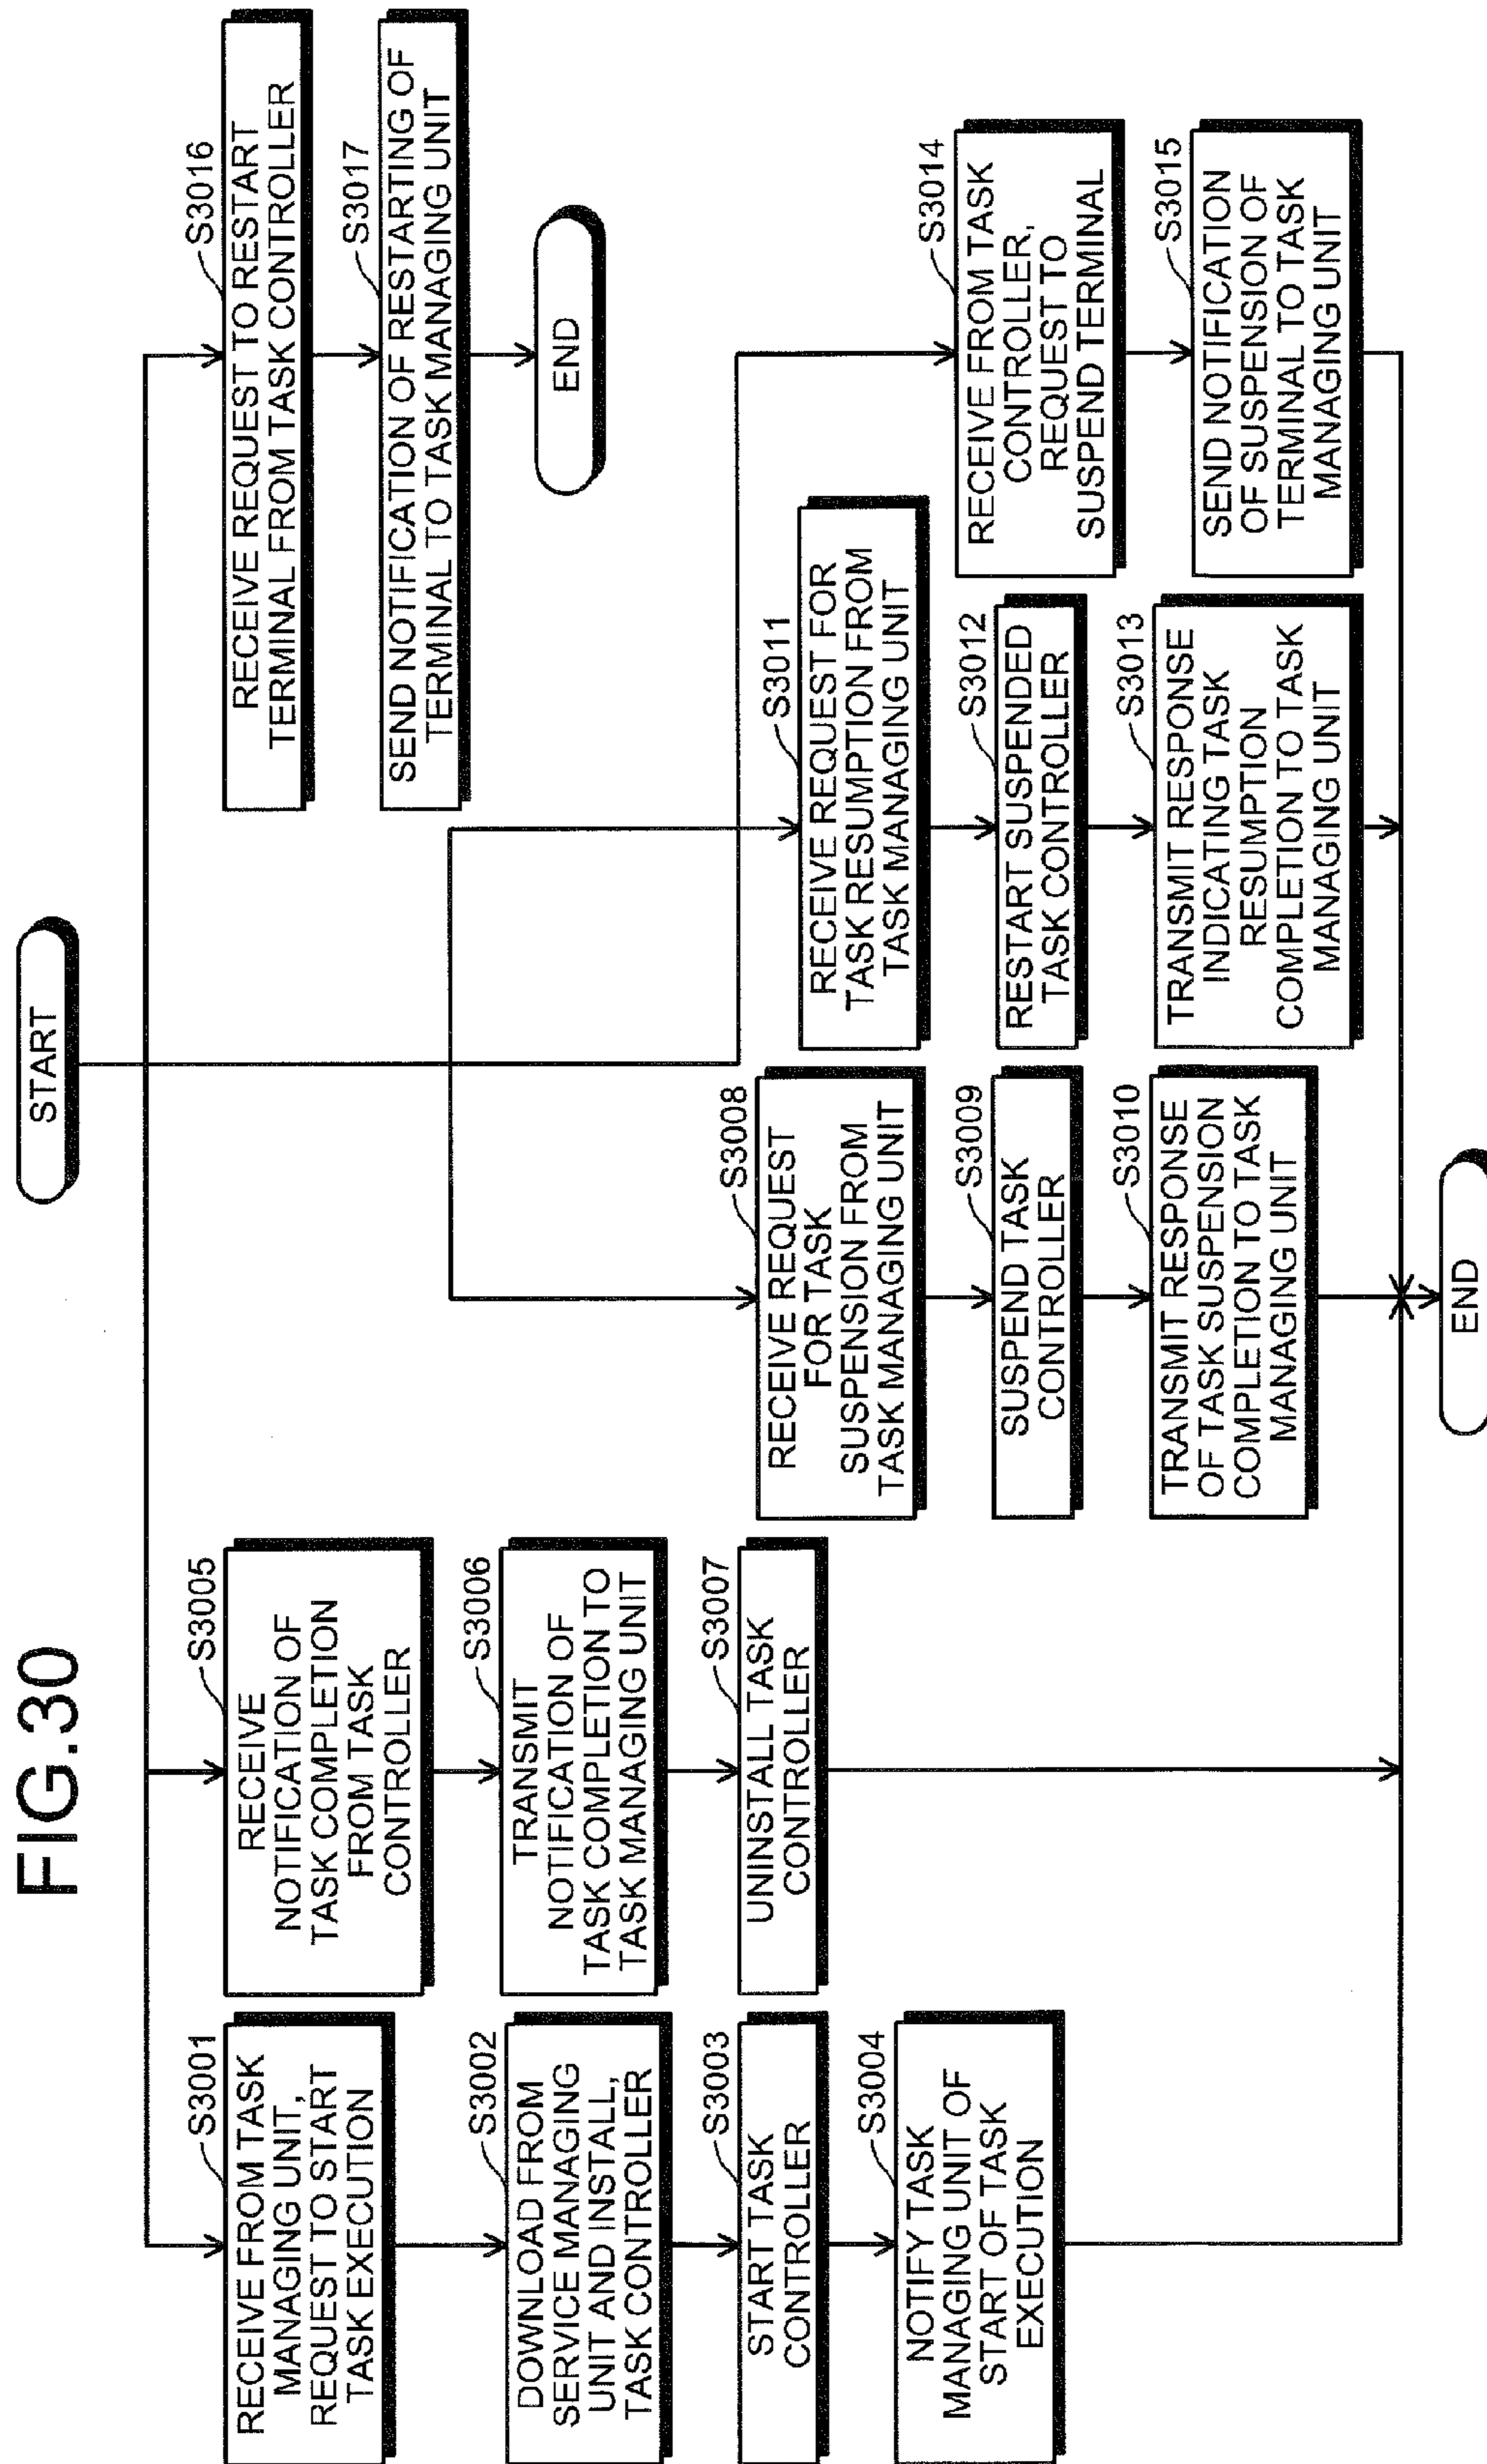 FIG.30
START
S3001
RECEIVE FROM TASK
MANAGING UNIT,
REQUEST TO START
TASK EXECUTION
S3002
DOWNLOAD FROM
SERVICE MANAGING
UNIT AND INSTALL,
TASK CONTROLLER
S3003
START TASK
CONTROLLER
S3004
NOTIFY TASK
MANAGING UNIT OF
START OF TASK
EXECUTION
S3005
RECEIVE
NOTIFICATION OF
TASK COMPLETION
FROM TASK
CONTROLLER
S3006
TRANSMIT
NOTIFICATION OF
TASK COMPLETION TO
TASK MANAGING UNIT
S3007
UNINSTALL TASK
CONTROLLER
S3008
RECEIVE REQUEST
FOR TASK
SUSPENSION FROM
TASK MANAGING UNIT
S3009
SUSPEND TASK
CONTROLLER
S3010
TRANSMIT RESPONSE
OF TASK SUSPENSION
COMPLETION TO TASK
MANAGING UNIT
S3011
RECEIVE REQUEST FOR
TASK RESUMPTION FROM
TASK MANAGING UNIT
S3012
RESTART SUSPENDED
TASK CONTROLLER
S3013
TRANSMIT RESPONSE
INDICATING TASK
RESUMPTION
COMPLETION TO TASK
MANAGING UNIT
S3014
RECEIVE FROM TASK
CONTROLLER,
REQUEST TO
SUSPEND TERMINAL
S3015
SEND NOTIFICATION
OF SUSPENSION OF
TERMINAL TO TASK
MANAGING UNIT
S3016
RECEIVE REQUEST TO RESTART
TERMINAL FROM TASK CONTROLLER
S3017
SEND NOTIFICATION OF RESTARTING OF
TERMINAL TO TASK MANAGING UNIT
END
END